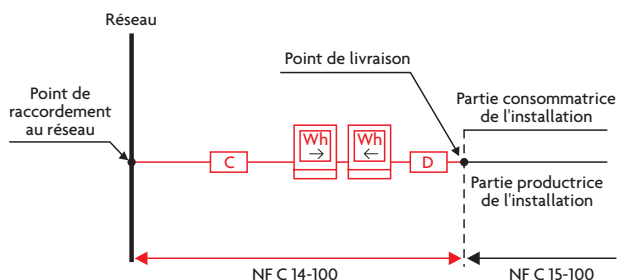 Réseau
Point de livraison
Point de
raccordement
au réseau
Partie consommatrice
de l'installation
C
Wh
→
Wh
←
D
Partie productrice
de l'installation
NF C 14-100
NF C 15-100